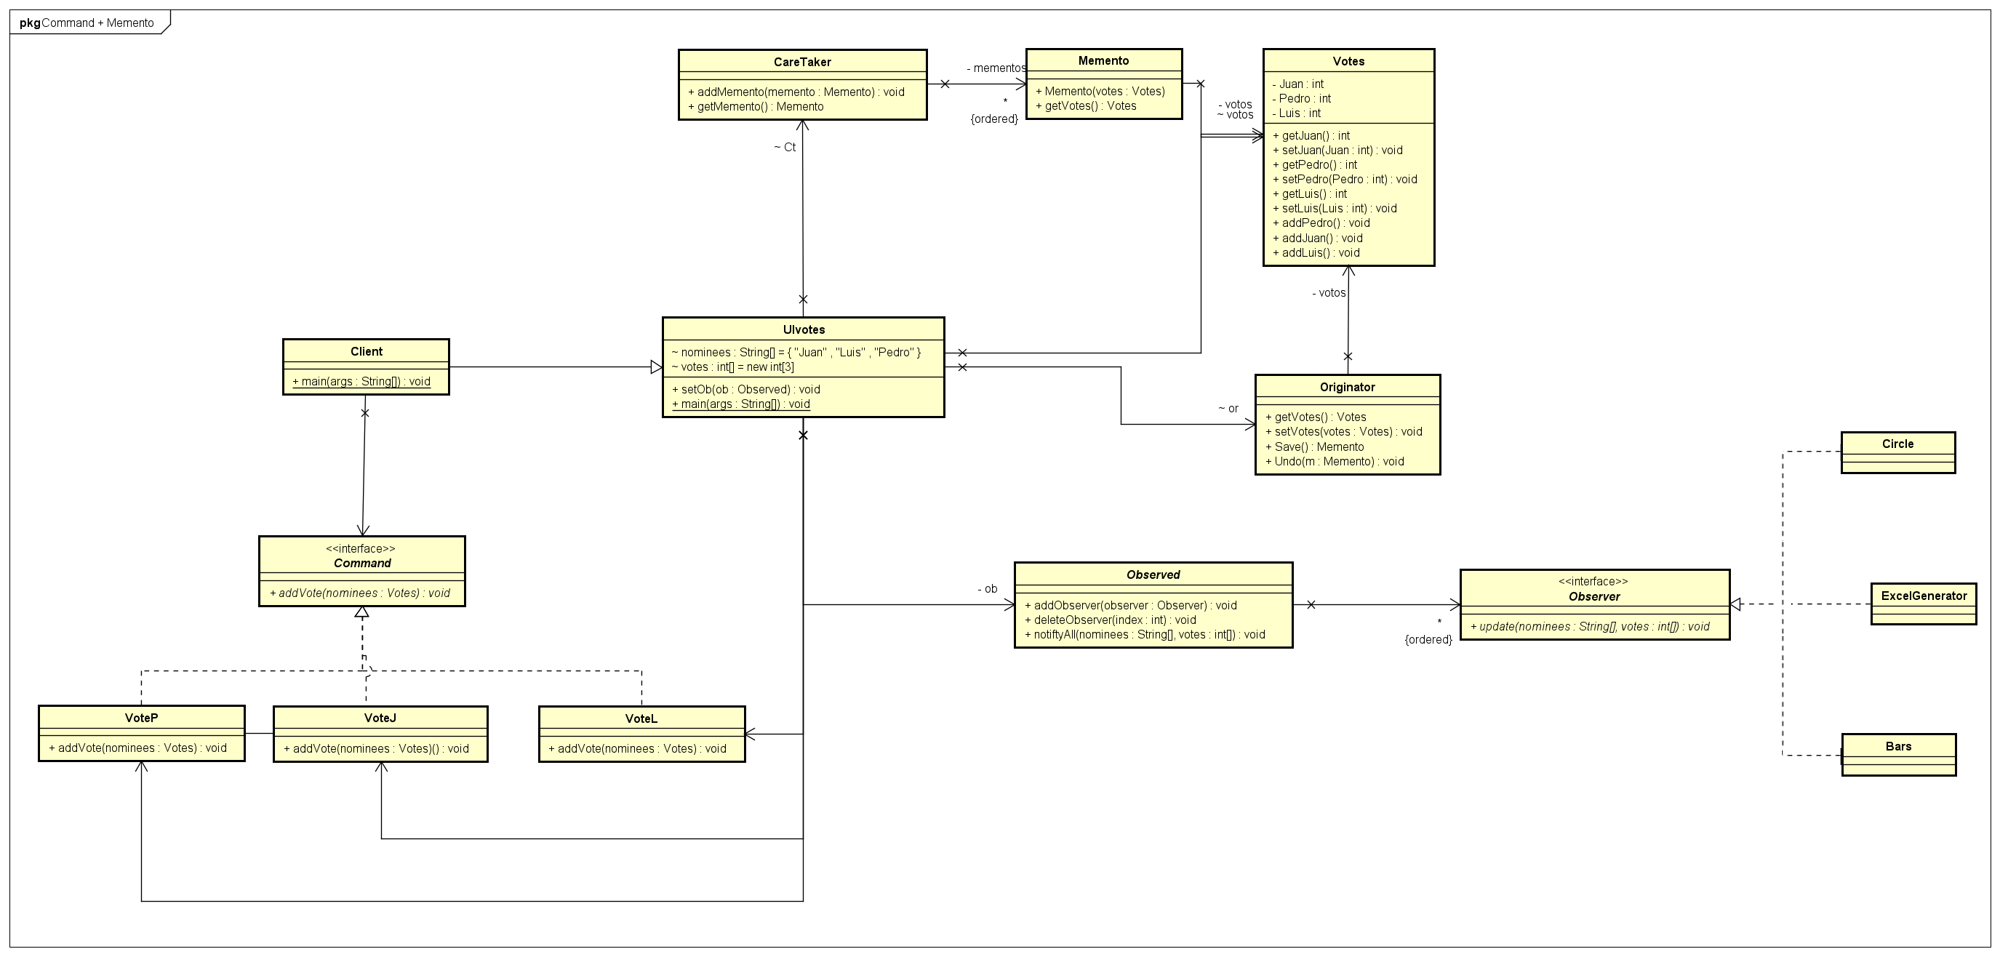 pkg Command + Memento
CareTaker
+ addMemento(memento : Memento) : void
+ getMemento() : Memento
- mementos
*
{ordered}
Memento
+ Memento(votes : Votes)
+ getVotes() : Votes
- votos
~ votos
Votes
- Juan : int
- Pedro : int
- Luis : int
+ getJuan() : int
+ setJuan(Juan : int) : void
+ getPedro() : int
+ setPedro(Pedro : int) : void
+ getLuis() : int
+ setLuis(Luis : int) : void
+ addPedro() : void
+ addJuan() : void
+ addLuis() : void
~ Ct
- votos
Client
+ main(args : String[]) : void
UIvotes
~ nominees : String[] = { "Juan" , "Luis" , "Pedro" }
~ votes : int[] = new int[3]
+ setOb(ob : Observed) : void
+ main(args : String[]) : void
~ or
Originator
+ getVotes() : Votes
+ setVotes(votes : Votes) : void
+ Save() : Memento
+ Undo(m : Memento) : void
Circle
<<interface>>
Command
+ addVote(nominees : Votes) : void
- ob
Observed
+ addObserver(observer : Observer) : void
+ deleteObserver(index : int) : void
+ notiftyAll(nominees : String[], votes : int[]) : void
*
{ordered}
<<interface>>
Observer
+ update(nominees : String[], votes : int[]) : void
ExcelGenerator
VoteP
+ addVote(nominees : Votes) : void
VoteJ
+ addVote(nominees : Votes)() : void
VoteL
+ addVote(nominees : Votes) : void
Bars